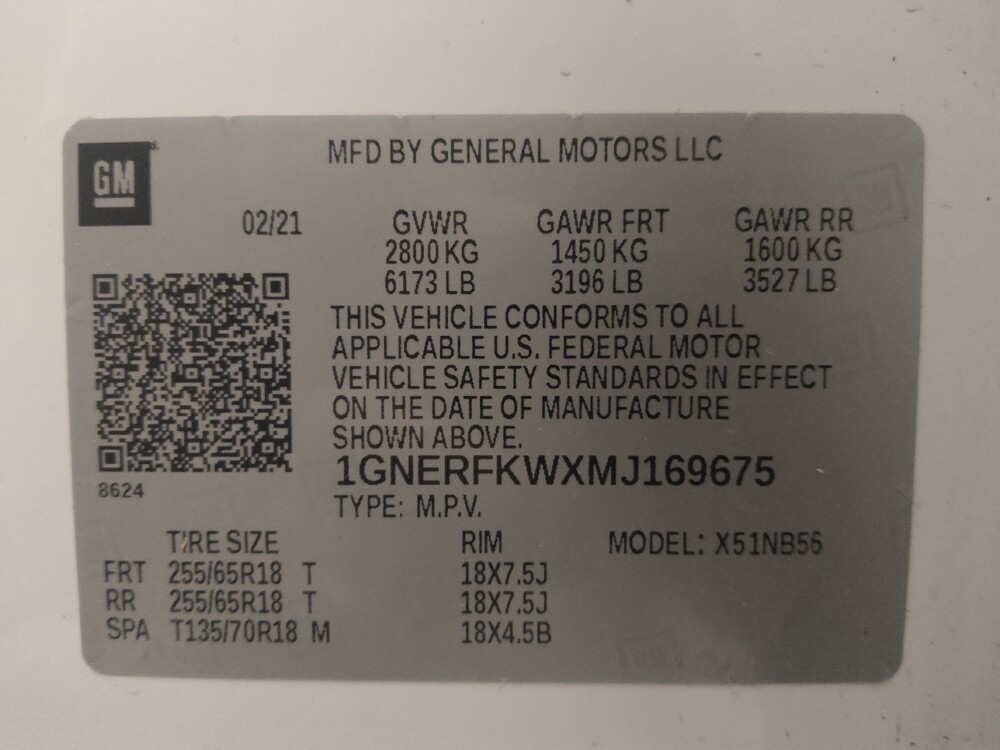 GM
MFD BY GENERAL MOTORS LLC
02/21 GVWR GAWR FRT GAWR RR
2800 KG 1450 KG 1600 KG
6173 LB 3196 LB 3527 LB
THIS VEHICLE CONFORMS TO ALL
APPLICABLE U.S. FEDERAL MOTOR
VEHICLE SAFETY STANDARDS IN EFFECT
ON THE DATE OF MANUFACTURE
SHOWN ABOVE.
1GNERFKWXMJ169675
8624
TYPE: M.P.V.
TIRE SIZE RIM MODEL: X51NB56
FRT 255/65R18 T 18X7.5J
RR 255/65R18 T 18X7.5J
SPA T135/70R18 M 18X4.5B